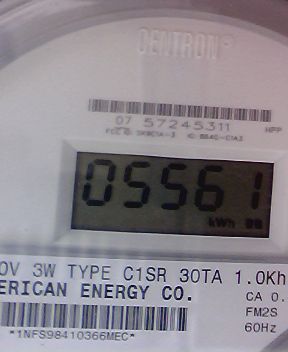 CENTRON®
07 57245311 HPP
05561
kWh
0V 3W TYPE C1SR 30TA 1.0Kh
ERICAN ENERGY CO.
CA 0.
FM2S
60Hz
*1NFS98410366MEC*